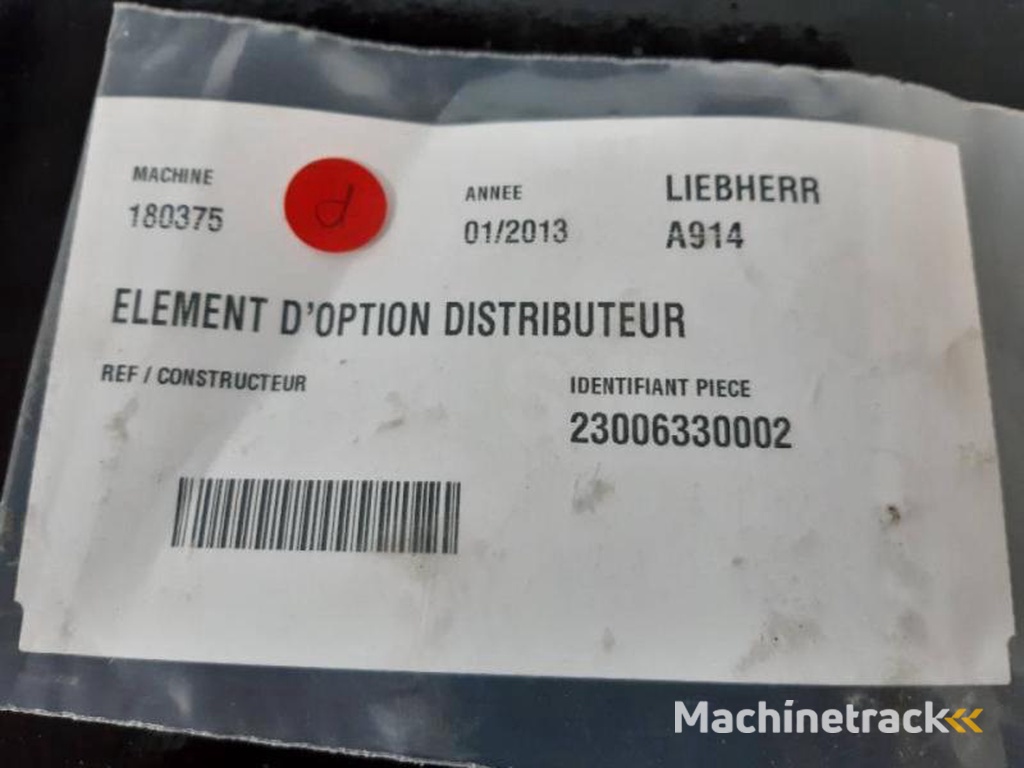 MACHINE
180375
d
ANNEE
01/2013
LIEBHERR
A914
ELEMENT D'OPTION DISTRIBUTEUR
REF / CONSTRUCTEUR
IDENTIFIANT PIECE
23006330002
Machinetrack